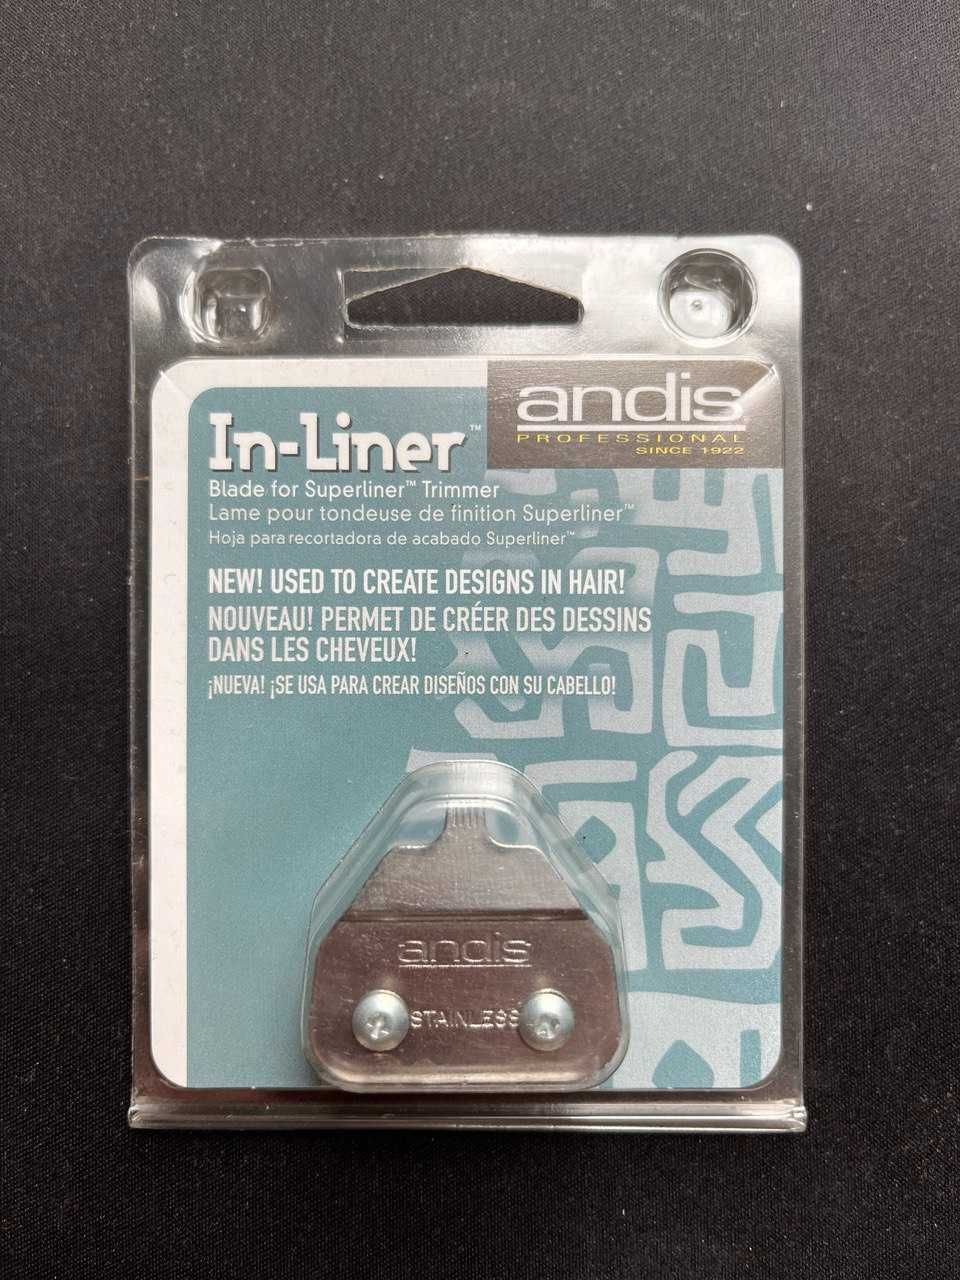 andis
PROFESSIONAL
SINCE 1922
In-Liner™
Blade for Superliner™ Trimmer
Lame pour tondeuse de finition Superliner™
Hoja para recortadora de acabado Superliner™
NEW! USED TO CREATE DESIGNS IN HAIR!
NOUVEAU! PERMET DE CRÉER DES DESSINS
DANS LES CHEVEUX!
¡NUEVA! ¡SE USA PARA CREAR DISEÑOS CON SU CABELLO!
andis
STAINLESS